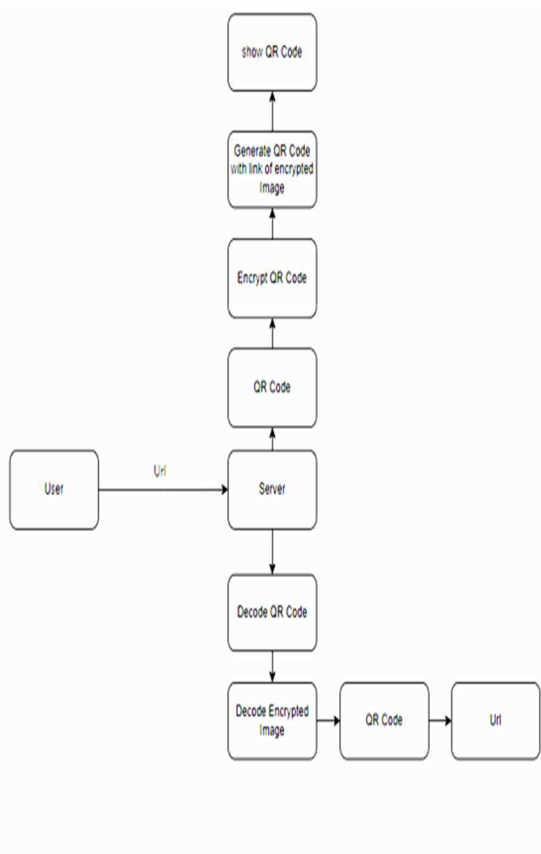 show QR Code
Generate QR Code
with link of encrypted
Image
Encrypt QR Code
QR Code
Url
User
Server
Decode QR Code
Decode Encrypted
Image
QR Code
Url